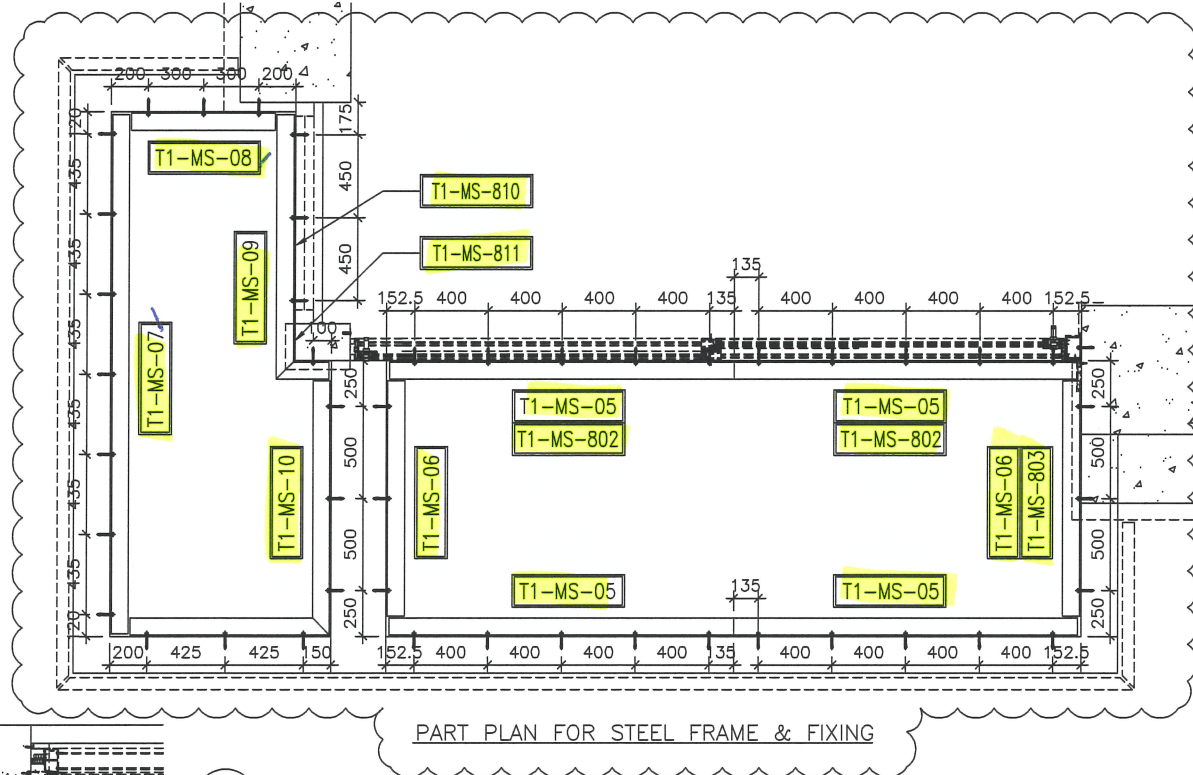 200 300 300 200
120
175
T1-MS-08
435
450
T1-MS-810
T1-MS-09
435
T1-MS-811
450
135
152.5 400 400 400 400 135 400 400 400 400 152.5
435
100
T1-MS-07
250
250
435
T1-MS-05
T1-MS-05
T1-MS-802
T1-MS-802
500
500
T1-MS-10
T1-MS-06
T1-MS-06
T1-MS-803
435
500
500
435
T1-MS-05
135
T1-MS-05
250
250
120
200 425 425 150
152.5 400 400 400 400 135 400 400 400 400 152.5
PART PLAN FOR STEEL FRAME & FIXING